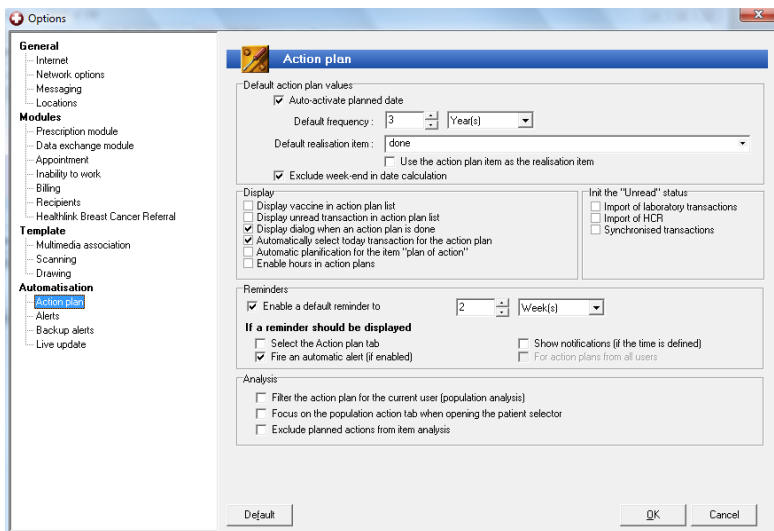 Options
General
Internet
Network options
Messaging
Locations
Modules
Prescription module
Data exchange module
Appointment
Inability to work
Billing
Recipients
Healthlink Breast Cancer Referral
Template
Multimedia association
Scanning
Drawing
Automatisation
Action plan
Alerts
Backup alerts
Live update
Action plan
Default action plan values
Auto-activate planned date
Default frequency : 3 Year(s)
Default realisation item : done
Use the action plan item as the realisation item
Exclude week-end in date calculation
Display
Display vaccine in action plan list
Display unread transaction in action plan list
Display dialog when an action plan is done
Automatically select today transaction for the action plan
Automatic planification for the item "plan of action"
Enable hours in action plans
Init the "Unread" status
Import of laboratory transactions
Import of HCR
Synchronised transactions
Reminders
Enable a default reminder to 2 Week(s)
If a reminder should be displayed
Select the Action plan tab
Show notifications (if the time is defined)
Fire an automatic alert (if enabled)
For action plans from all users
Analysis
Filter the action plan for the current user (population analysis)
Focus on the population action tab when opening the patient selector
Exclude planned actions from item analysis
Default OK Cancel